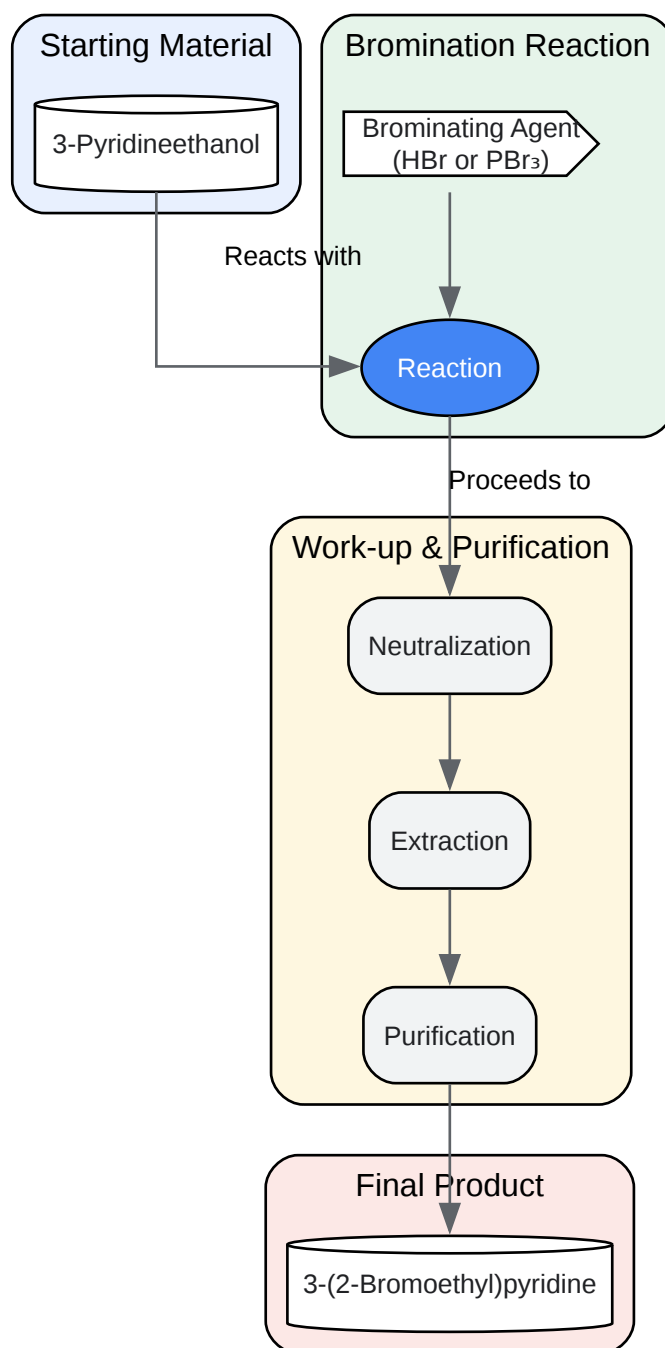 Starting Material
3-Pyridineethanol
Bromination Reaction
Brominating Agent
(HBr or PBr₃)
Reacts with
Reaction
Proceeds to
Work-up & Purification
Neutralization
Extraction
Purification
Final Product
3-(2-Bromoethyl)pyridine